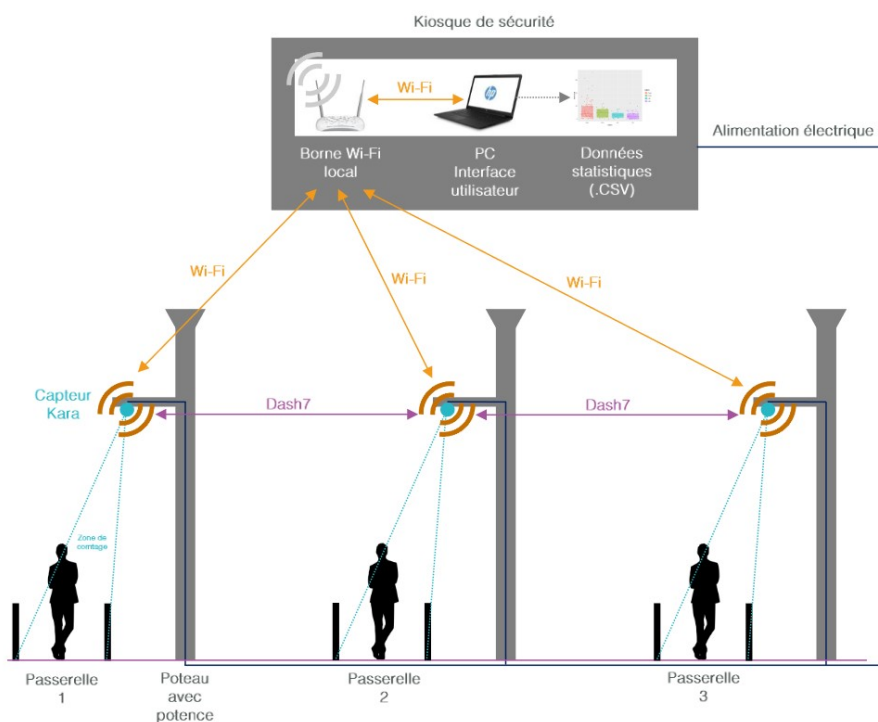 Kiosque de sécurité
Wi-Fi
hp
Borne Wi-Fi
local
PC
Interface
utilisateur
Données
statistiques
(.CSV)
Alimentation électrique
Wi-Fi
Wi-Fi
Wi-Fi
Capteur
Kara
Dash7
Dash7
Zone de
comtage
Passerelle
1
Poteau
avec
potence
Passerelle
2
Passerelle
3